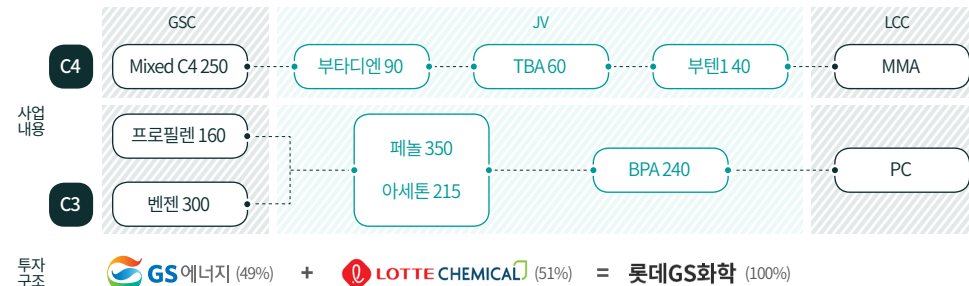 GSC JV LCC
C4 Mixed C4 250 부타디엔 90 TBA 60 부텐1 40 MMA
사업
내용
프로필렌 160
페놀 350
아세톤 215
BPA 240 PC
C3 벤젠 300
투자
구조
GS 에너지 (49%) + LOTTE CHEMICAL (51%) = 롯데GS화학 (100%)